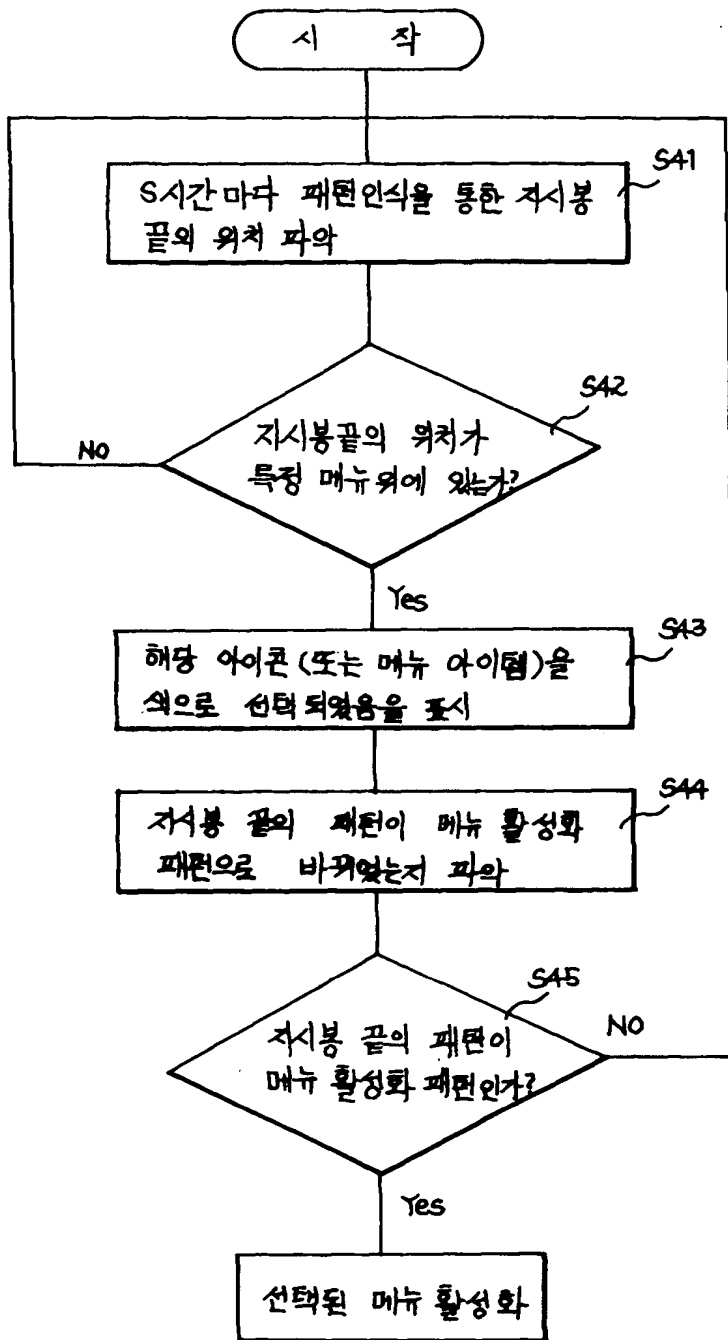 시 작
S41
S시간마다 패턴인식을 통한 지시봉
끝의 위치 파악
S42
지시봉끝의 위치가
특정 메뉴위에 있는가?
NO
Yes
S43
해당 아이콘(또는 메뉴 아이템)을
색으로 선택되었음을 표시
S44
지시봉 끝의 패턴이 메뉴 활성화
패턴으로 바뀌었는지 파악
S45
지시봉 끝의 패턴이
메뉴 활성화 패턴인가?
NO
Yes
선택된 메뉴 활성화